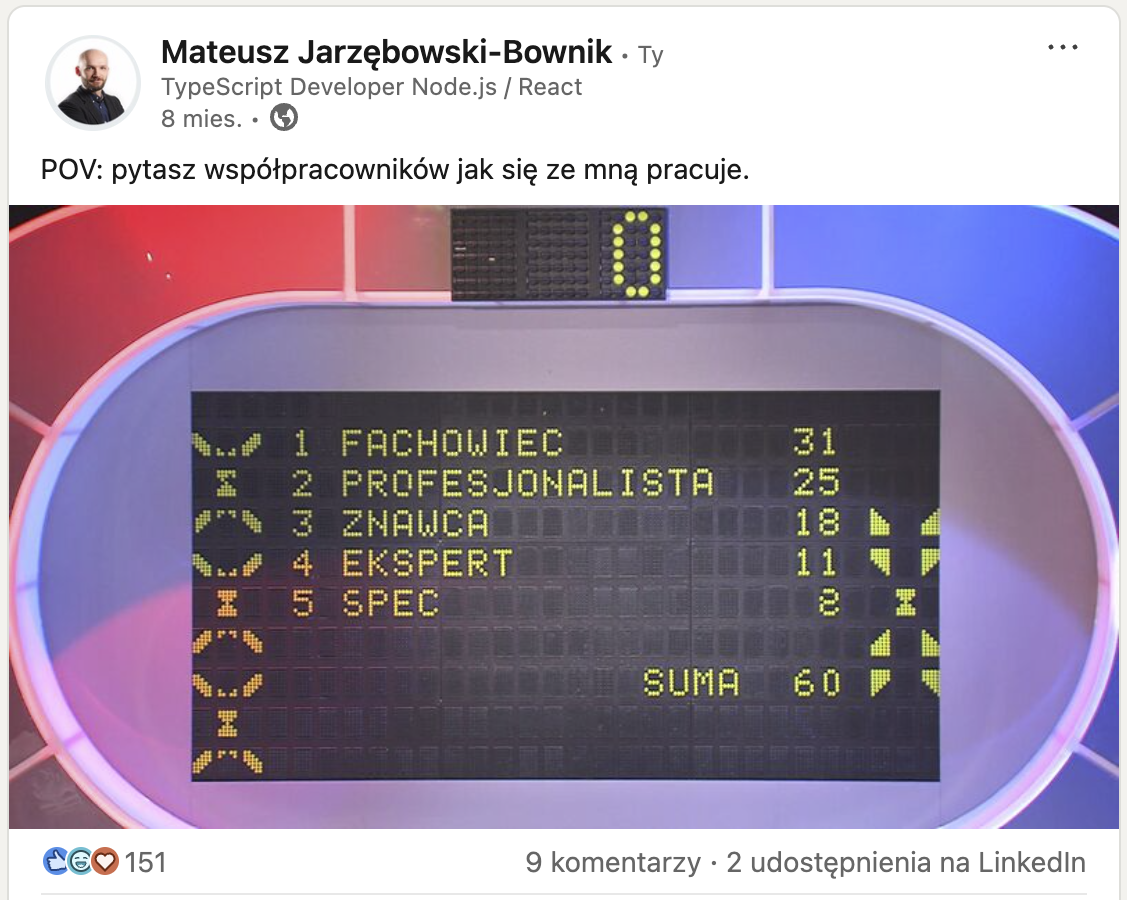 Mateusz Jarzębowski-Bownik • Ty
TypeScript Developer Node.js / React
8 mies. •
POV: pytasz współpracowników jak się ze mną pracuje.
0
1 FACHOWIEC 31
2 PROFESJONALISTA 25
3 ZNAWCA 18
4 EKSPERT 11
5 SPEC 8
SUMA 60
151
9 komentarzy · 2 udostępnienia na LinkedIn